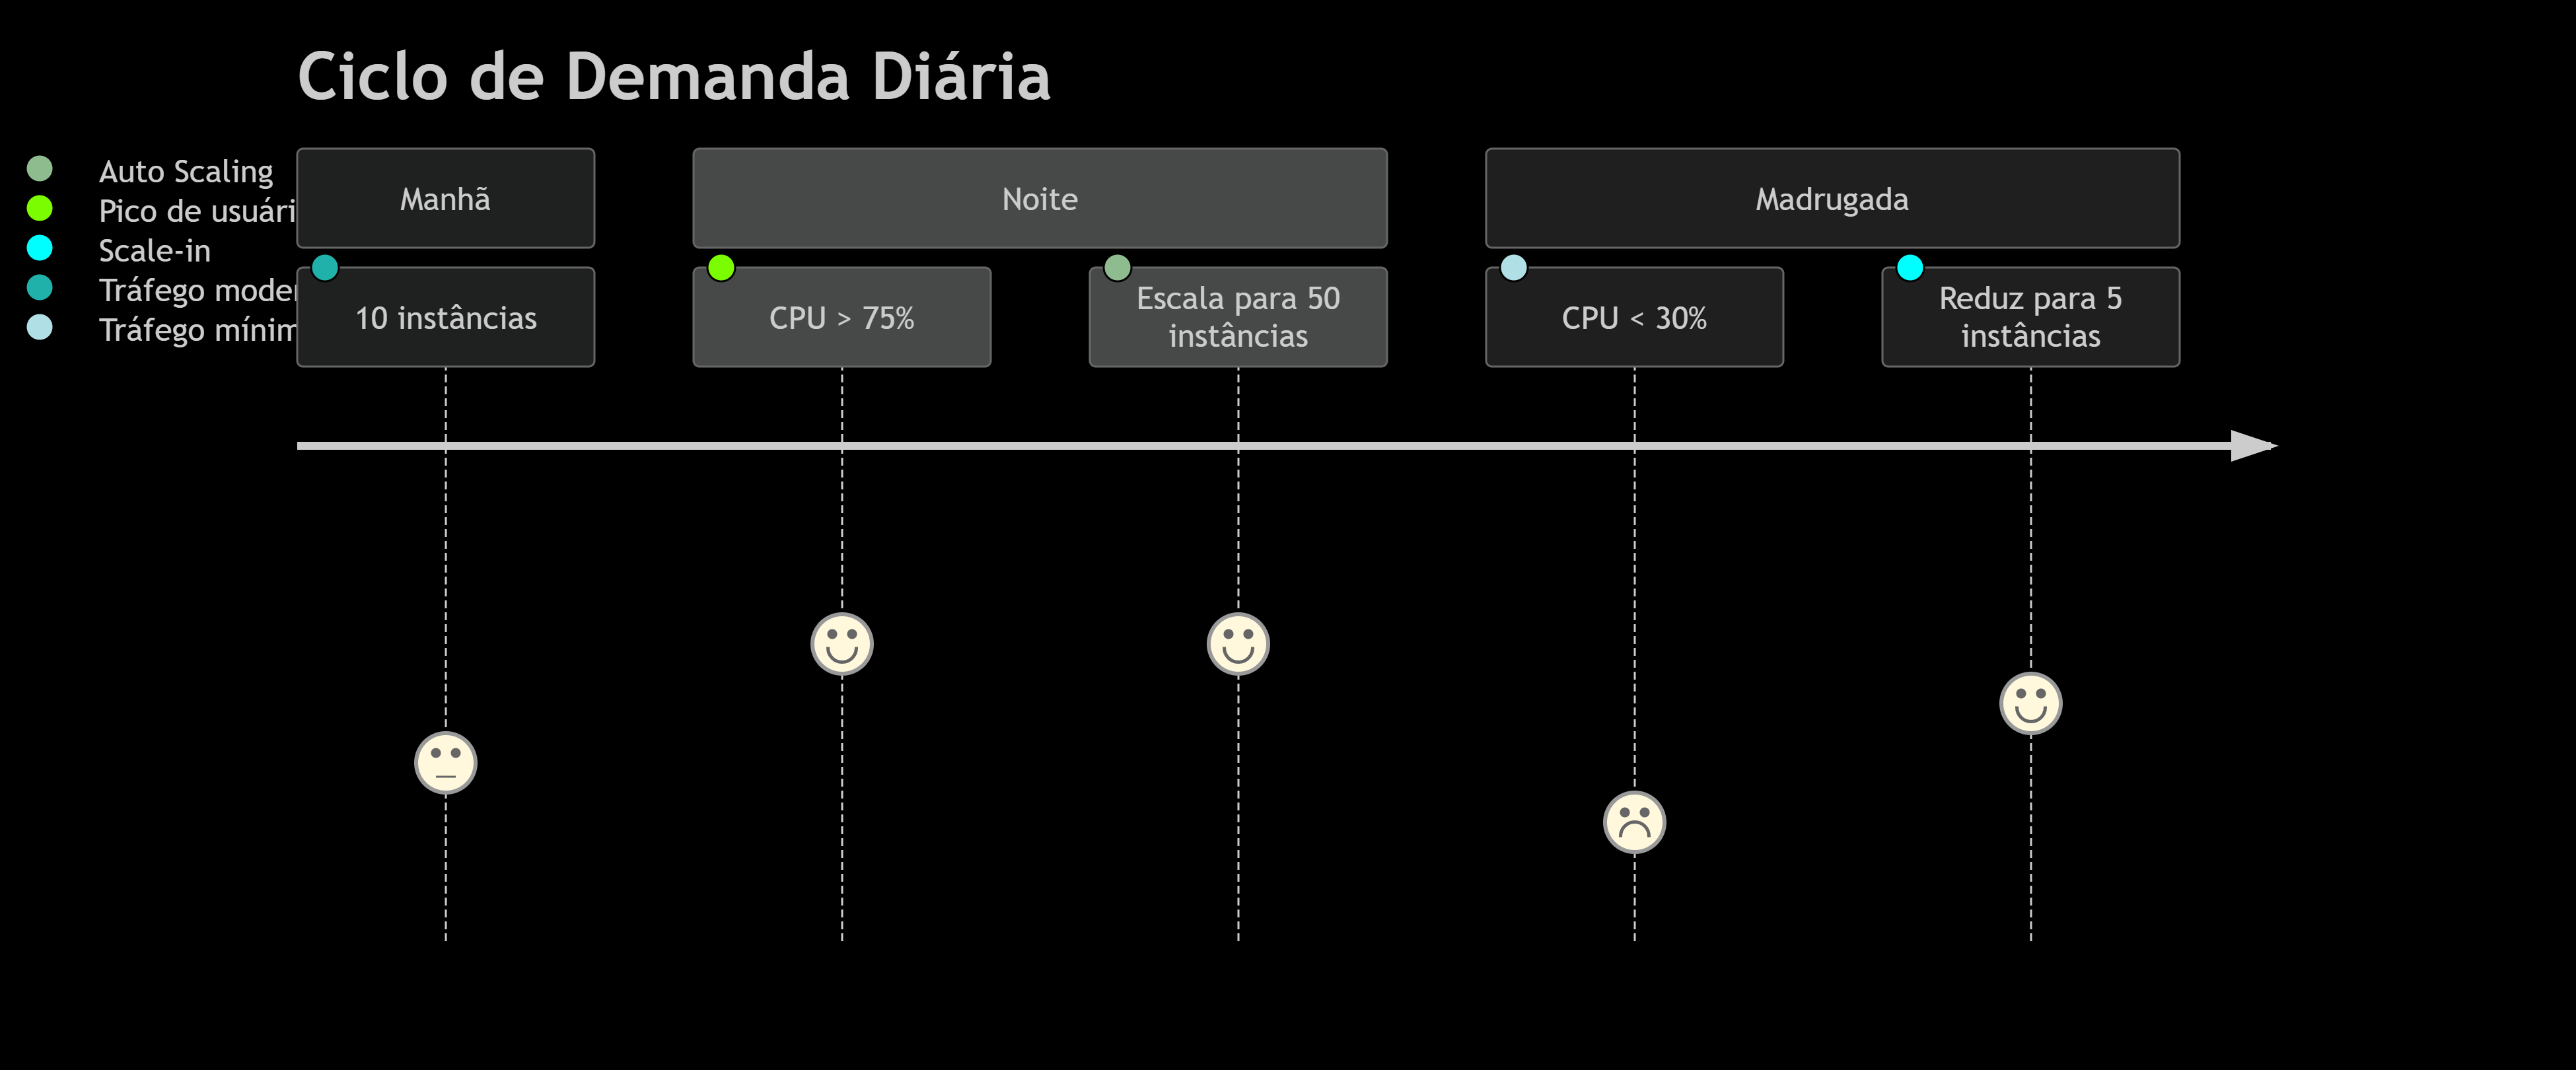 Ciclo de Demanda Diária
Auto Scaling
Pico de usuári
Scale-in
Tráfego moder
Tráfego mínim
Manhã
Noite
Madrugada
10 instâncias
CPU > 75%
Escala para 50
instâncias
CPU < 30%
Reduz para 5
instâncias